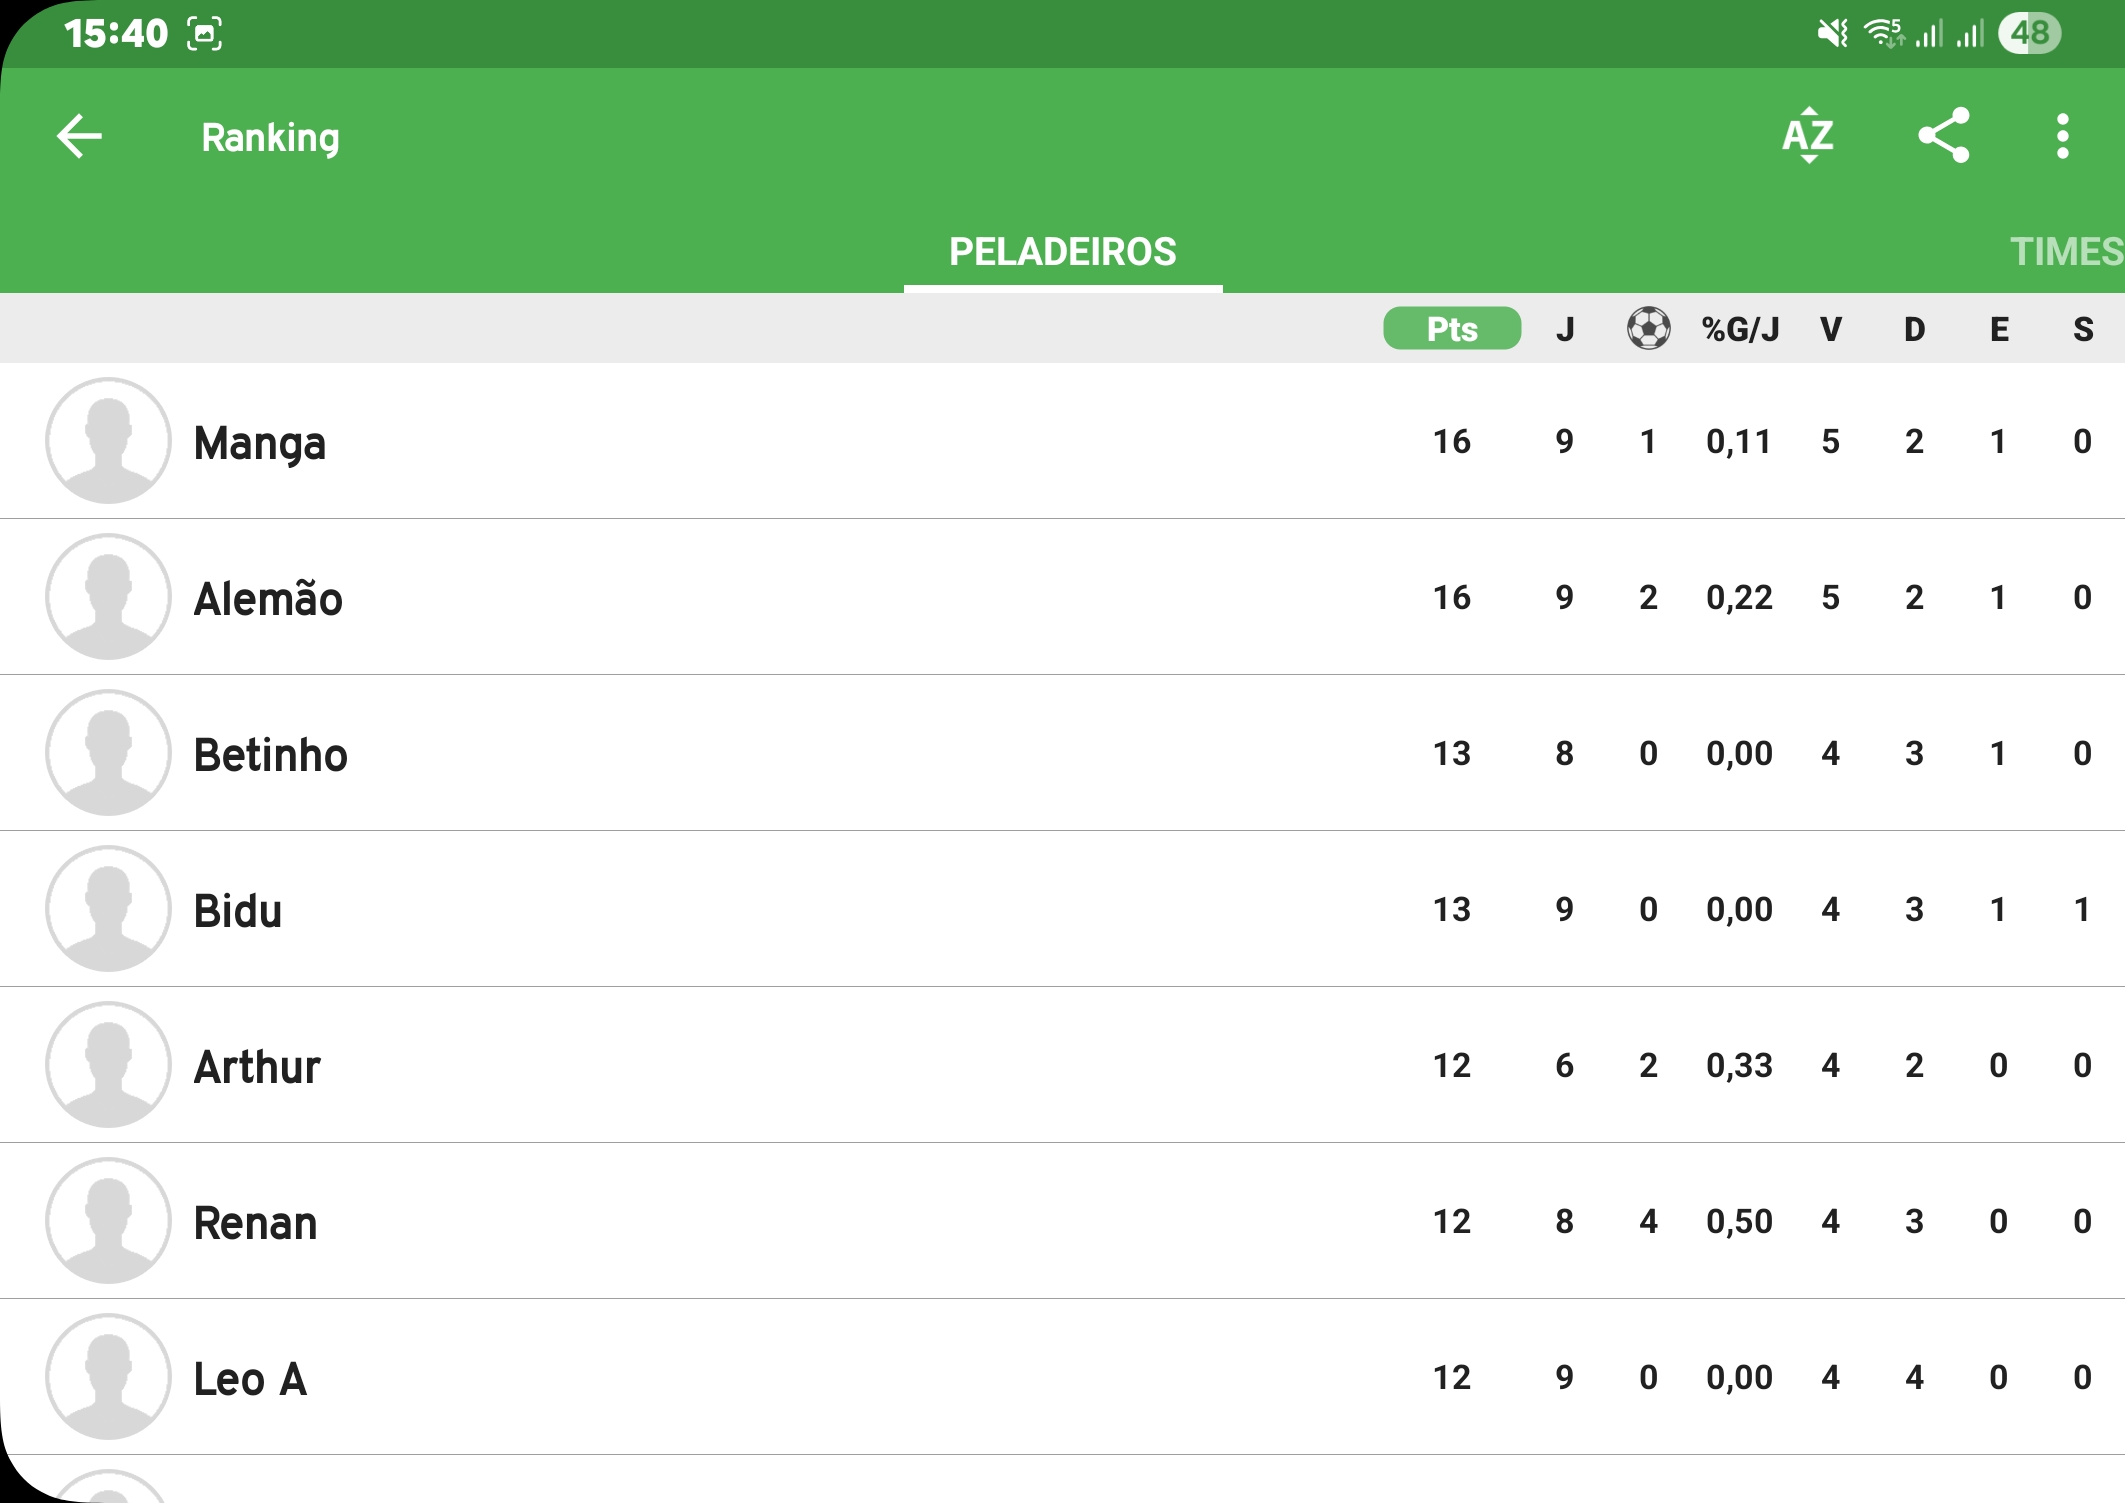 15:40 5 48
Ranking AZ
PELADEIROS TIMES
Pts J %G/J V D E S
Manga 16 9 1 0,11 5 2 1 0
Alemão 16 9 2 0,22 5 2 1 0
Betinho 13 8 0 0,00 4 3 1 0
Bidu 13 9 0 0,00 4 3 1 1
Arthur 12 6 2 0,33 4 2 0 0
Renan 12 8 4 0,50 4 3 0 0
Leo A 12 9 0 0,00 4 4 0 0